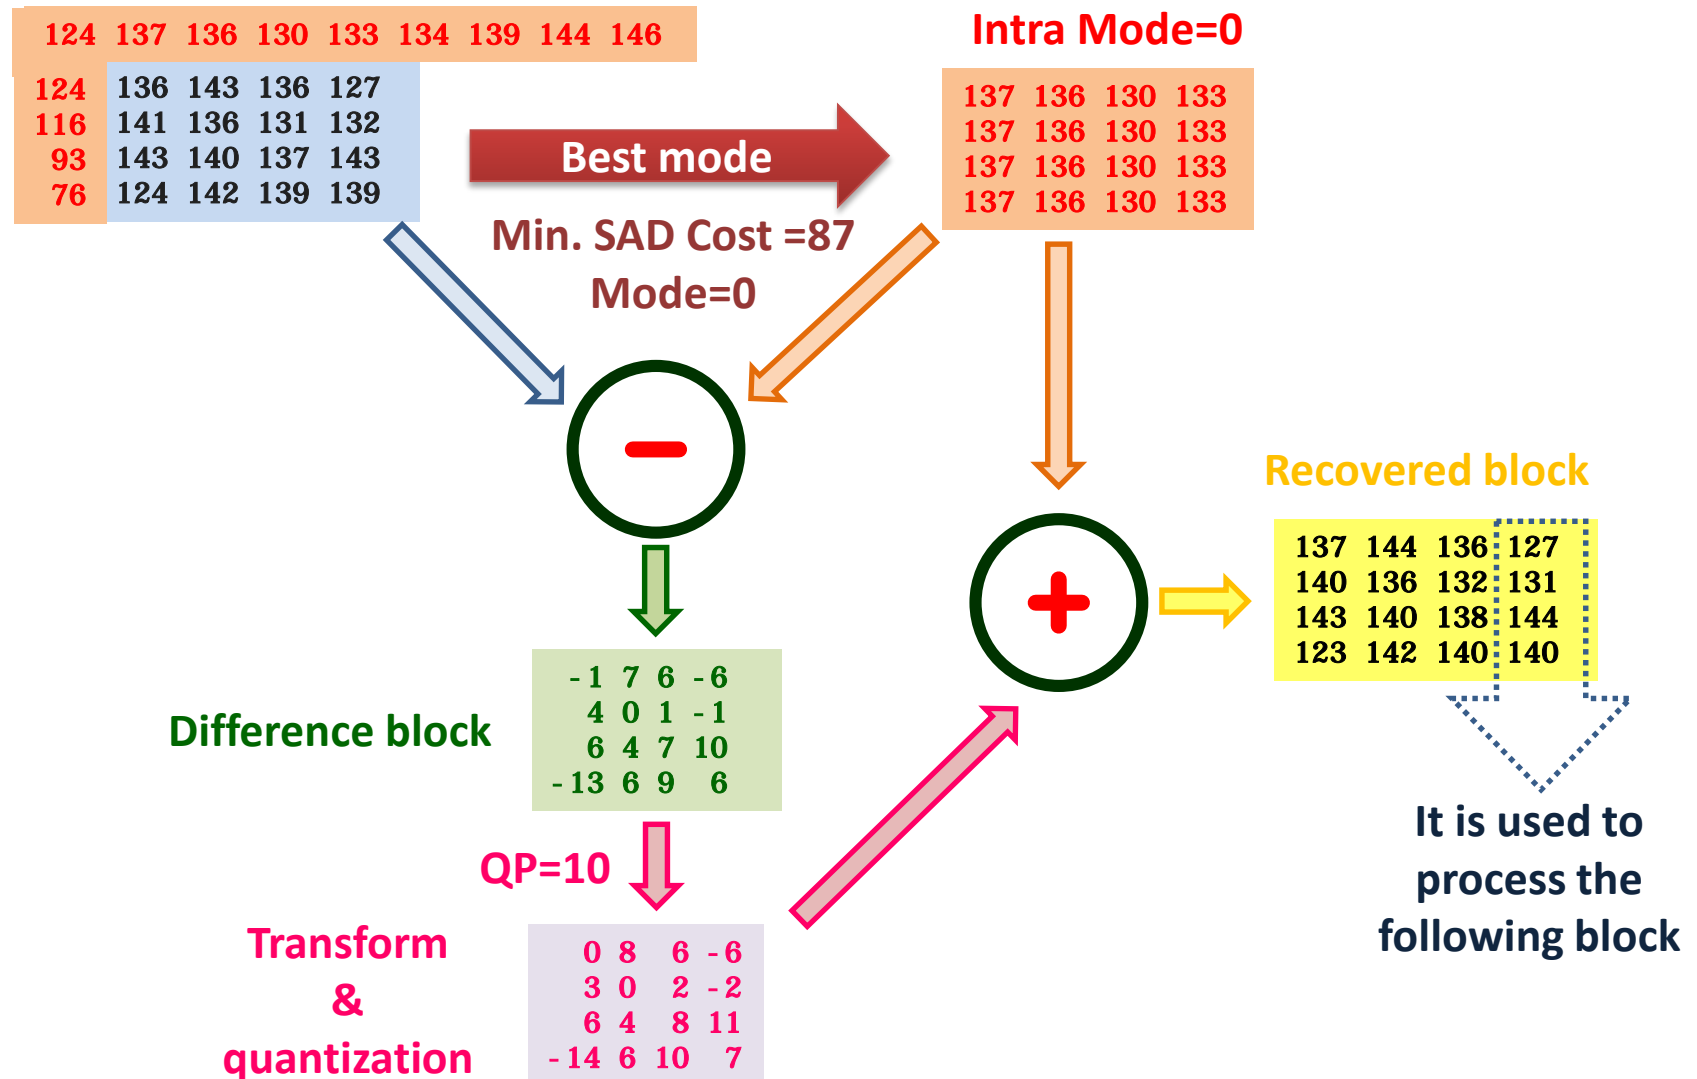 124 137 136 130 133 134 139 144 146
124 136 143 136 127
116 141 136 131 132
93 143 140 137 143
76 124 142 139 139
Best mode
Min. SAD Cost =87
Mode=0
Intra Mode=0
137 136 130 133
137 136 130 133
137 136 130 133
137 136 130 133
−
+
Recovered block
137 144 136 127
140 136 132 131
143 140 138 144
123 142 140 140
It is used to
process the
following block
Difference block
-1 7 6 -6
4 0 1 -1
6 4 7 10
-13 6 9 6
QP=10
Transform
&
quantization
0 8 6 -6
3 0 2 -2
6 4 8 11
-14 6 10 7